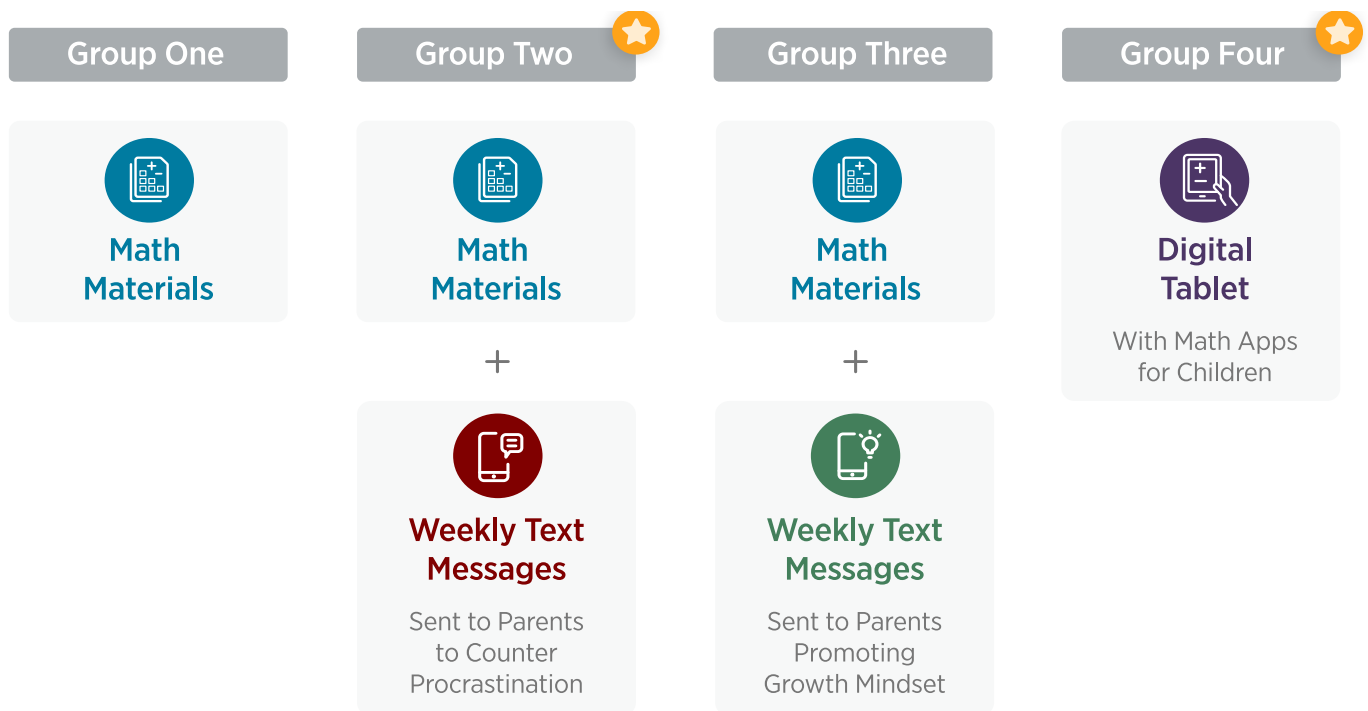 Group One
Math
Materials
Group Two
Math
Materials
+
Weekly Text
Messages
Sent to Parents
to Counter
Procrastination
Group Three
Math
Materials
+
Weekly Text
Messages
Sent to Parents
Promoting
Growth Mindset
Group Four
Digital
Tablet
With Math Apps
for Children